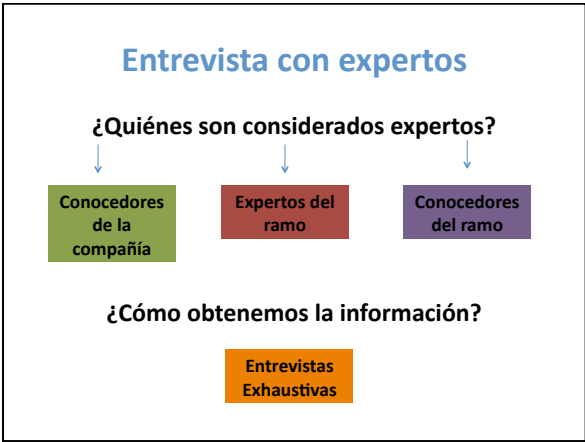 Entrevista con expertos
¿Quiénes son considerados expertos?
Conocedores
de la
compañía
Expertos del
ramo
Conocedores
del ramo
¿Cómo obtenemos la información?
Entrevistas
Exhaustivas